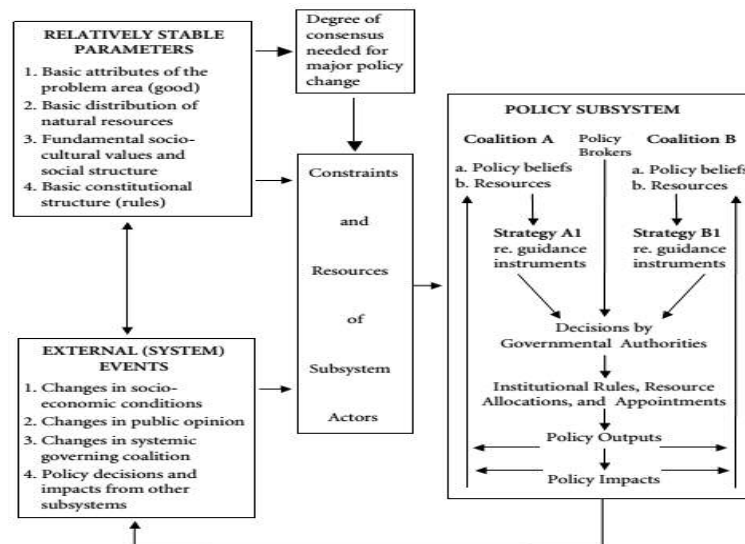 RELATIVELY STABLE
PARAMETERS
1. Basic attributes of the
problem area (good)
2. Basic distribution of
natural resources
3. Fundamental socio-
cultural values and
social structure
4. Basic constitutional
structure (rules)
Degree of
consensus
needed for
major policy
change
EXTERNAL (SYSTEM)
EVENTS
1. Changes in socio-
economic conditions
2. Changes in public opinion
3. Changes in systemic
governing coalition
4. Policy decisions and
impacts from other
subsystems
Constraints
and
Resources
of
Subsystem
Actors
POLICY SUBSYSTEM
Coalition A
a. Policy beliefs
b. Resources
Strategy A1
re. guidance
instruments
Policy
Brokers
Coalition B
a. Policy beliefs
b. Resources
Strategy B1
re. guidance
instruments
Decisions by
Governmental Authorities
Institutional Rules, Resource
Allocations, and Appointments
Policy Outputs
Policy Impacts